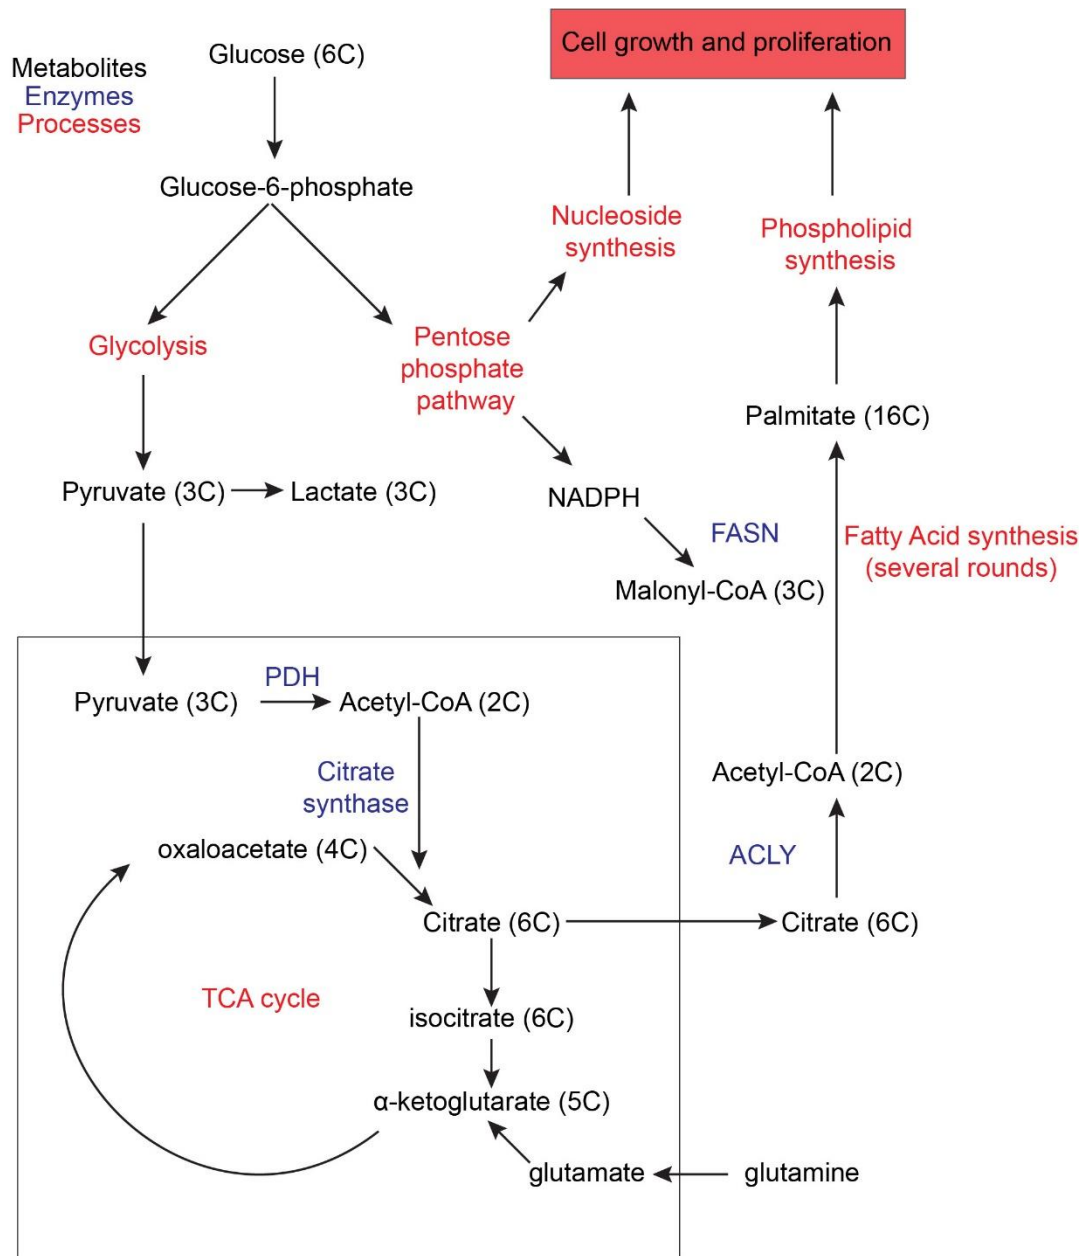 Glucose (6C)
Cell growth and proliferation
Metabolites
Enzymes
Processes
Glucose-6-phosphate
Nucleoside
synthesis
Phospholipid
synthesis
Glycolysis
Pentose
phosphate
pathway
Palmitate (16C)
Pyruvate (3C)
Lactate (3C)
NADPH
FASN
Fatty Acid synthesis
(several rounds)
Malonyl-CoA (3C)
Pyruvate (3C)
PDH
Acetyl-CoA (2C)
Citrate
synthase
Acetyl-CoA (2C)
oxaloacetate (4C)
ACLY
Citrate (6C)
Citrate (6C)
TCA cycle
isocitrate (6C)
α-ketoglutarate (5C)
glutamate
glutamine